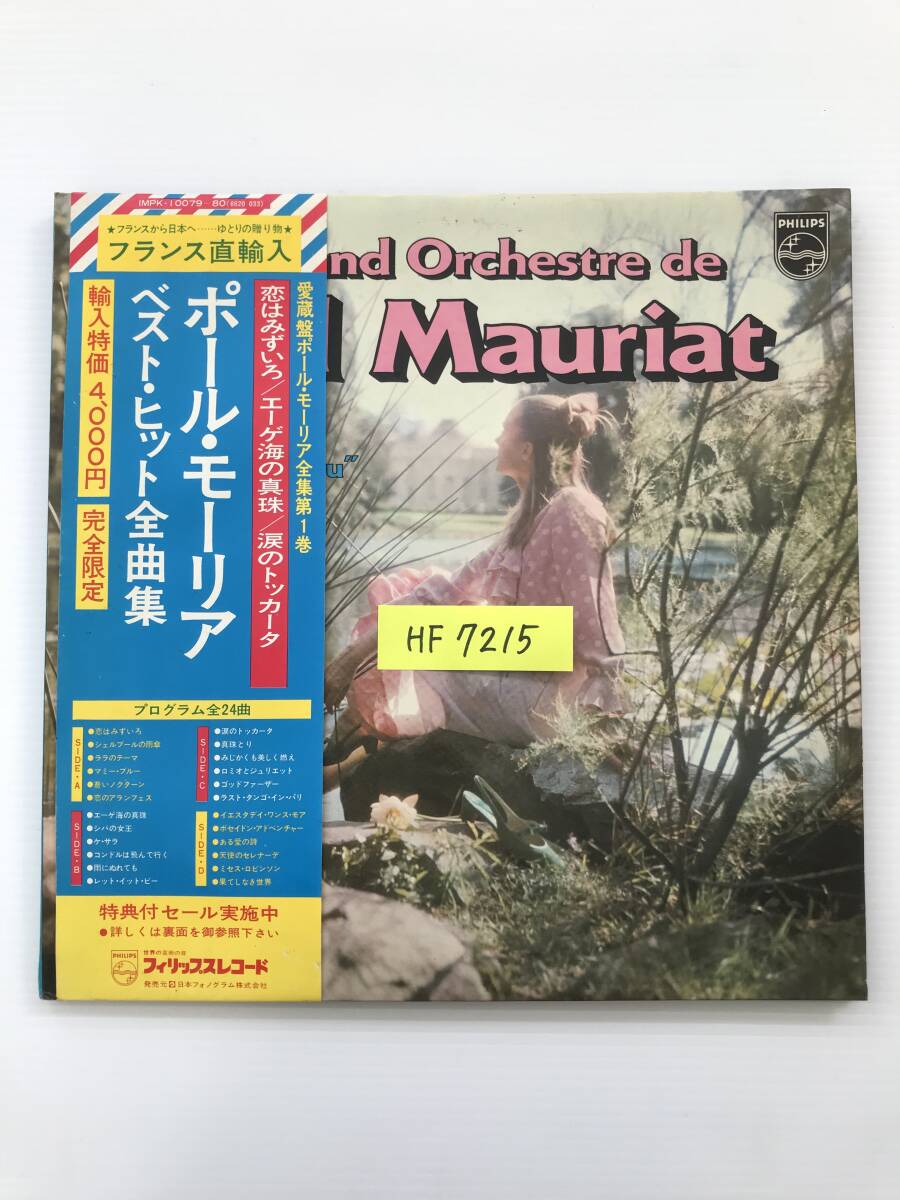 IMPK-10079-80(6620 033)
★フランスから日本へ……ゆとりの贈り物★
フランス直輸入
愛蔵盤ポール・モーリア全集第1巻
恋はみずいろ/エーゲ海の真珠/涙のトッカータ
ポール・モーリア
ベスト・ヒット全曲集
輸入特価 4,000円
完全限定
プログラム全24曲
SIDE・A
●恋はみずいろ
●シェルブールの雨傘
●ララのテーマ
●マミー・ブルー
●蒼いノクターン
●恋のアランフェス
SIDE・B
●エーゲ海の真珠
●シバの女王
●ケ・サラ
●コンドルは飛んで行く
●雨にぬれても
●レット・イット・ビー
SIDE・C
●涙のトッカータ
●真珠とり
●みじかくも美しく燃え
●ロミオとジュリエット
●ゴッドファーザー
●ラスト・タンゴ・イン・パリ
SIDE・D
●イエスタデイ・ワンス・モア
●ポセイドン・アドベンチャー
●ある愛の詩
●天使のセレナーデ
●ミセス・ロビンソン
●果てしなき世界
特典付セール実施中
●詳しくは裏面を御参照下さい
PHILIPS
世界の芸術の音
フィリップスレコード
発売元 日本フォノグラム株式会社
nd Orchestre de
l Mauriat
u"
PHILIPS
HF 7215